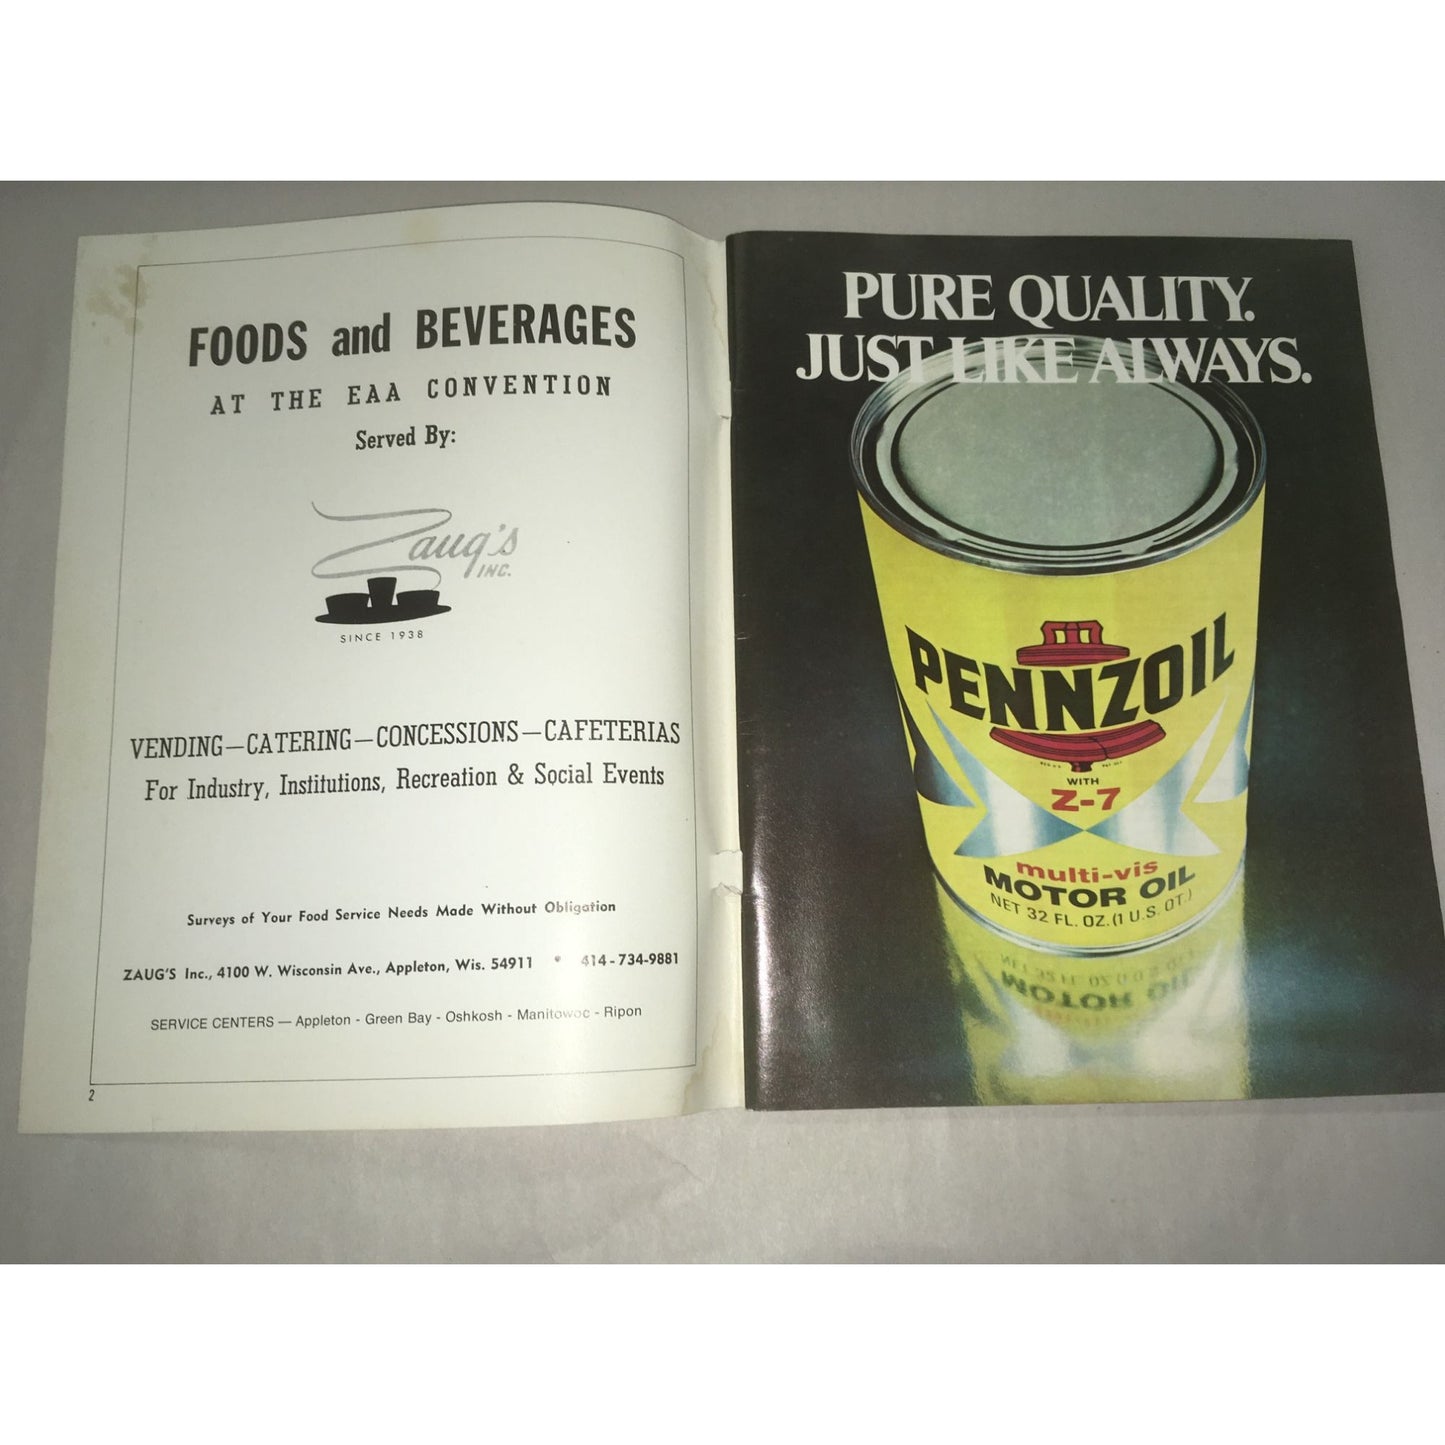 FOODS and BEVERAGES
AT THE EAA CONVENTION
Served By:
Zaug's
INC.
SINCE 1938
VENDING—CATERING—CONCESSIONS—CAFETERIAS
For Industry, Institutions, Recreation & Social Events
Surveys of Your Food Service Needs Made Without Obligation
ZAUG'S Inc., 4100 W. Wisconsin Ave., Appleton, Wis. 54911 • 414-734-9881
SERVICE CENTERS — Appleton - Green Bay - Oshkosh - Manitowoc - Ripon
2
PURE QUALITY.
JUST LIKE ALWAYS.
PENNZOIL
WITH
Z-7
multi-vis
MOTOR OIL
NET 32 FL. OZ. (1 U.S. QT.)